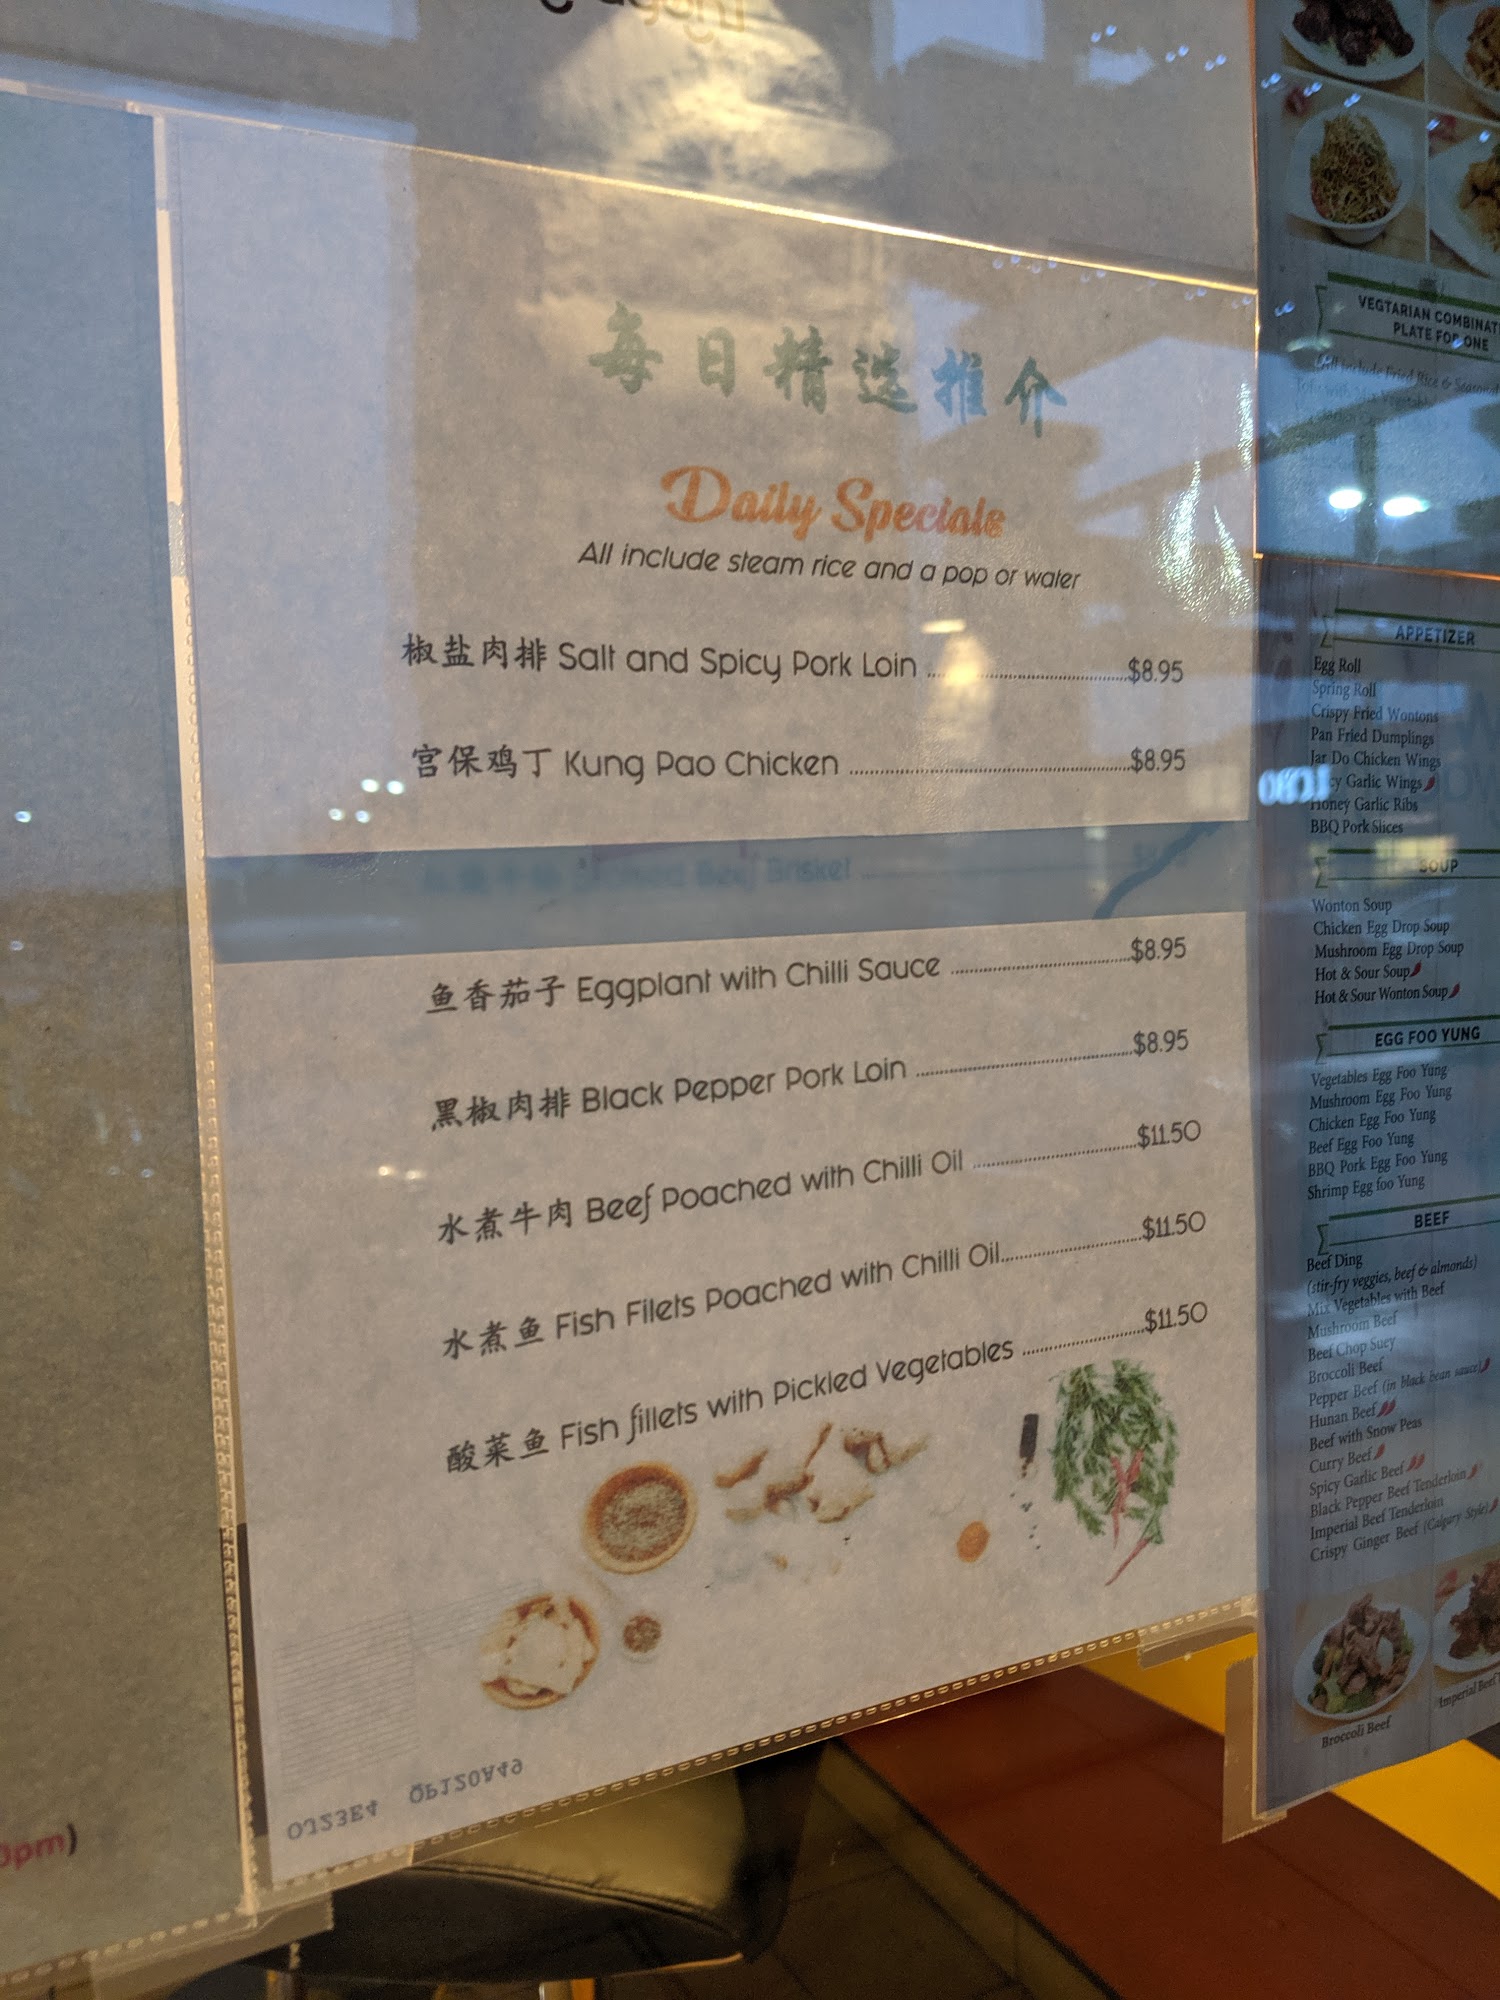 每日精选推介
Daily Specials
All include steam rice and a pop or water
椒盐肉排 Salt and Spicy Pork Loin ........ $8.95
宫保鸡丁 Kung Pao Chicken ........ $8.95
Beef Brisket
鱼香茄子 Eggplant with Chilli Sauce ........ $8.95
黑椒肉排 Black Pepper Pork Loin ........ $8.95
水煮牛肉 Beef Poached with Chilli Oil ........ $11.50
水煮鱼 Fish Filets Poached with Chilli Oil ........ $11.50
酸菜鱼 Fish fillets with Pickled Vegetables ........ $11.50
0pm)
VEGTARIAN COMBINAT
PLATE FOR ONE
All include Fried Rice & Seasonal
APPETIZER
Egg Roll
Spring Roll
Crispy Fried Wontons
Pan Fried Dumplings
Jar Do Chicken Wings
cy Garlic Wings
Honey Garlic Ribs
BBQ Pork Slices
SOUP
Wonton Soup
Chicken Egg Drop Soup
Mushroom Egg Drop Soup
Hot & Sour Soup
Hot & Sour Wonton Soup
EGG FOO YUNG
Vegetables Egg Foo Yung
Mushroom Egg Foo Yung
Chicken Egg Foo Yung
Beef Egg Foo Yung
BBQ Pork Egg Foo Yung
Shrimp Egg foo Yung
BEEF
Beef Ding
(stir-fry veggies, beef & almonds)
Mix Vegetables with Beef
Mushroom Beef
Beef Chop Suey
Broccoli Beef
Pepper Beef (in black bean sauce)
Hunan Beef
Beef with Snow Peas
Curry Beef
Spicy Garlic Beef
Black Pepper Beef Tenderloin
Imperial Beef Tenderloin
Crispy Ginger Beef (Calgary Style)
Broccoli Beef
Imperial Beef